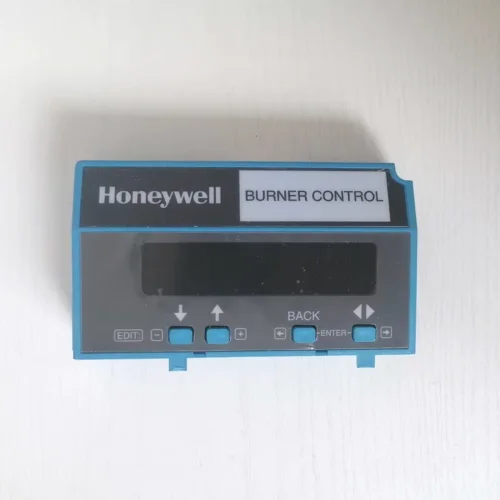 Honeywell
BURNER CONTROL
BACK
EDIT: - + ENTER